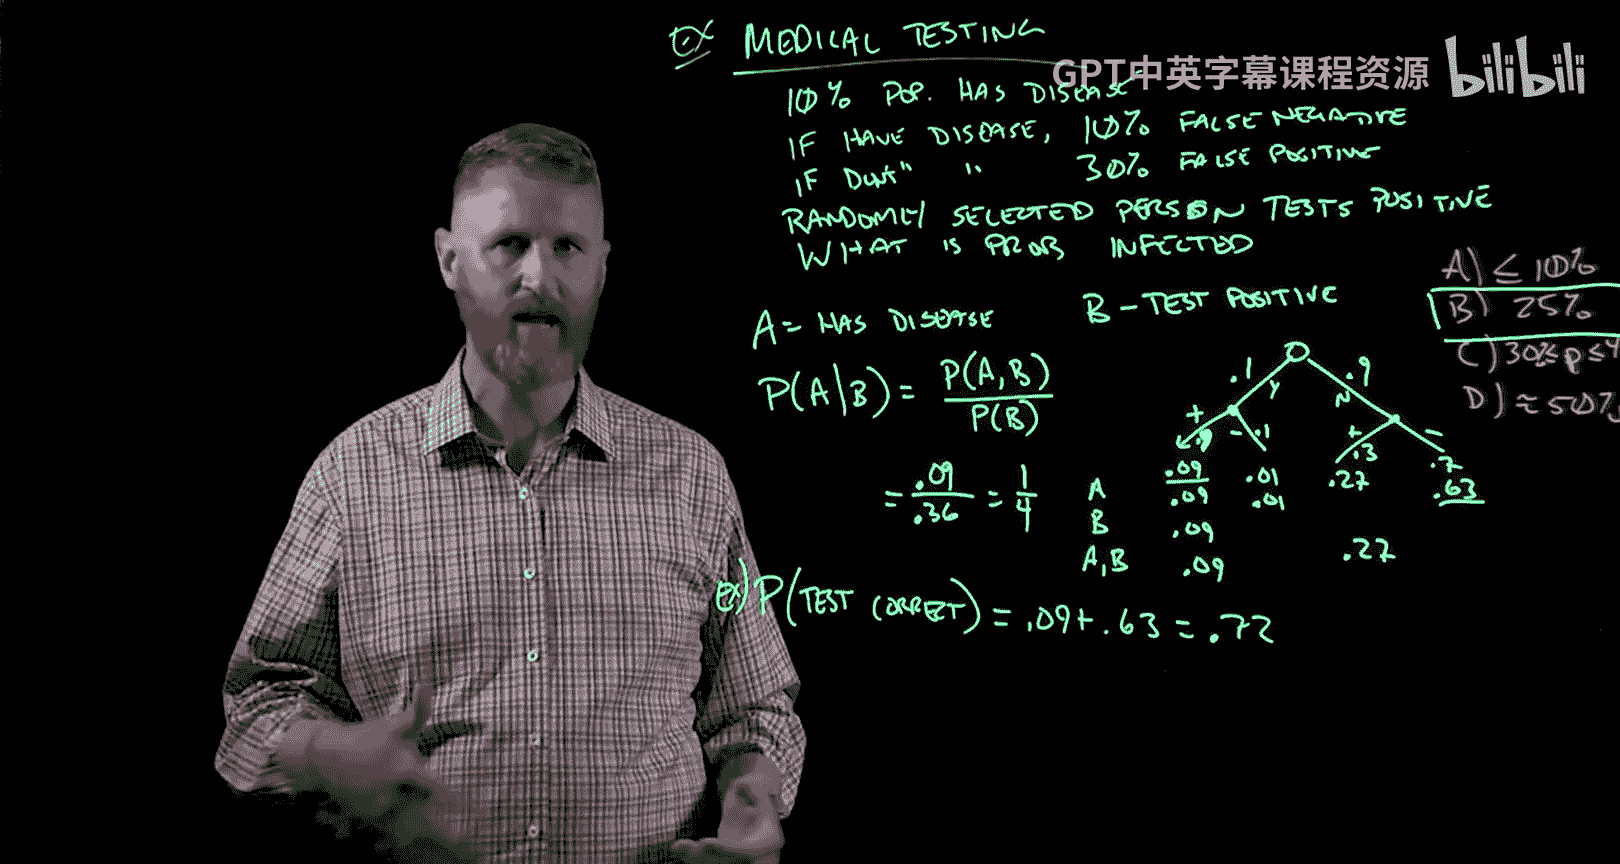 EX MEDICAL TESTING
GPT中英字幕课程资源 bilibili
10% POP. HAS DISEASE
IF HAVE DISEASE, 10% FALSE NEGATIVE
IF DON'T " " 30% FALSE POSITIVE
RANDOMLY SELECTED PERSON TESTS POSITIVE
WHAT IS PROB INFECTED
A) ≤ 10%
B) 25%
C) 30% ≤ p ≤ 4
D) ≈ 50%
A = HAS DISEASE
B - TEST POSITIVE
P(A|B) = P(A,B) / P(B)
= .09 / .36 = 1/4
.1 Y .9 N
+ .9 - .1 + .3 - .7
.09 .01 .27 .63
A .09 .01
B .09 .27
A,B .09
EX) P(TEST CORRECT) = .09 + .63 = .72